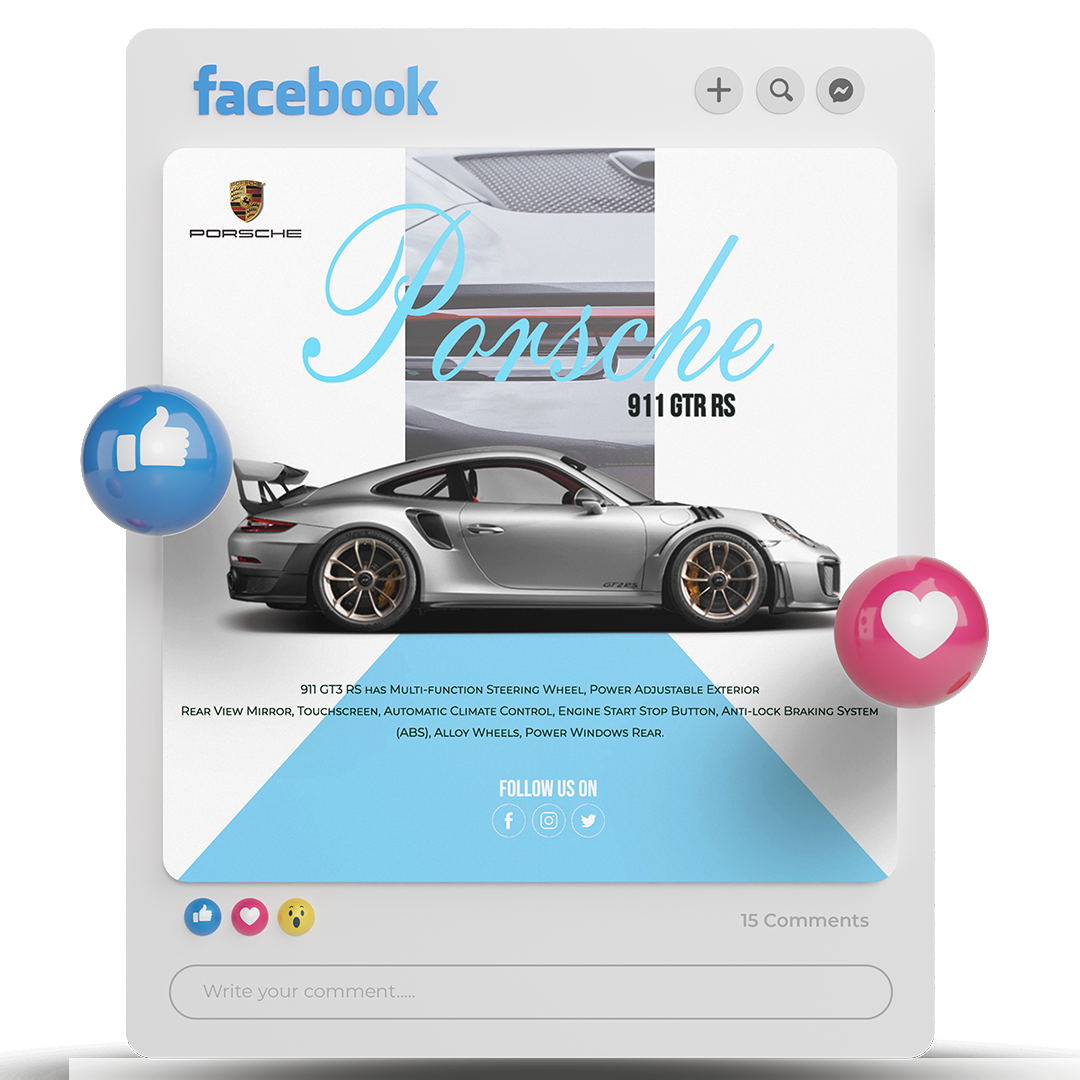 facebook
PORSCHE
Porsche
911 GTR RS
GT2RS
911 GT3 RS has Multi-function Steering Wheel, Power Adjustable Exterior
Rear View Mirror, Touchscreen, Automatic Climate Control, Engine Start Stop Button, Anti-lock Braking System
(ABS), Alloy Wheels, Power Windows Rear.
FOLLOW US ON
15 Comments
Write your comment.....